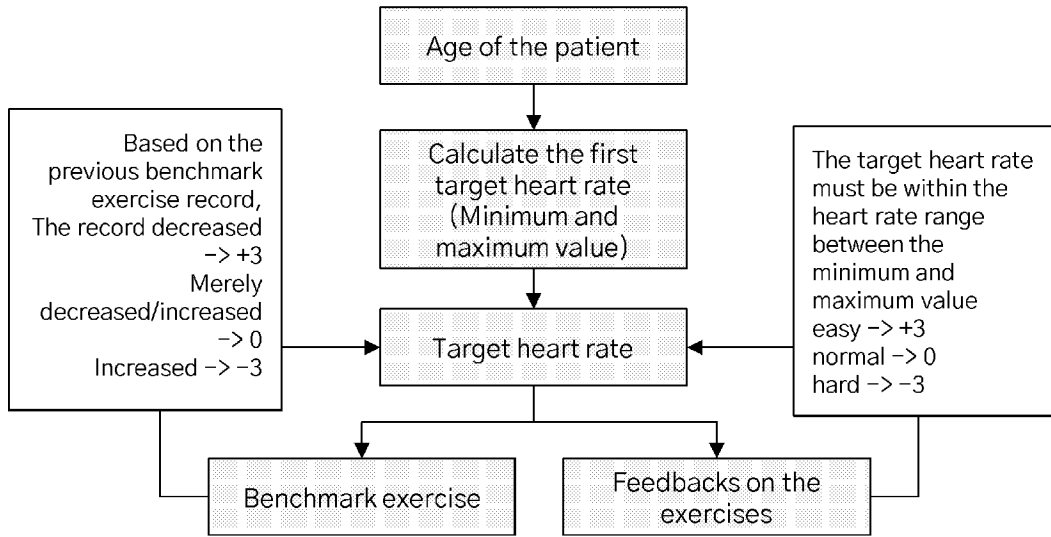 Age of the patient
Based on the
previous benchmark
exercise record,
The record decreased
-> +3
Merely
decreased/increased
-> 0
Increased -> -3
Calculate the first
target heart rate
(Minimum and
maximum value)
The target heart rate
must be within the
heart rate range
between the
minimum and
maximum value
easy -> +3
normal -> 0
hard -> -3
Target heart rate
Benchmark exercise
Feedbacks on the
exercises